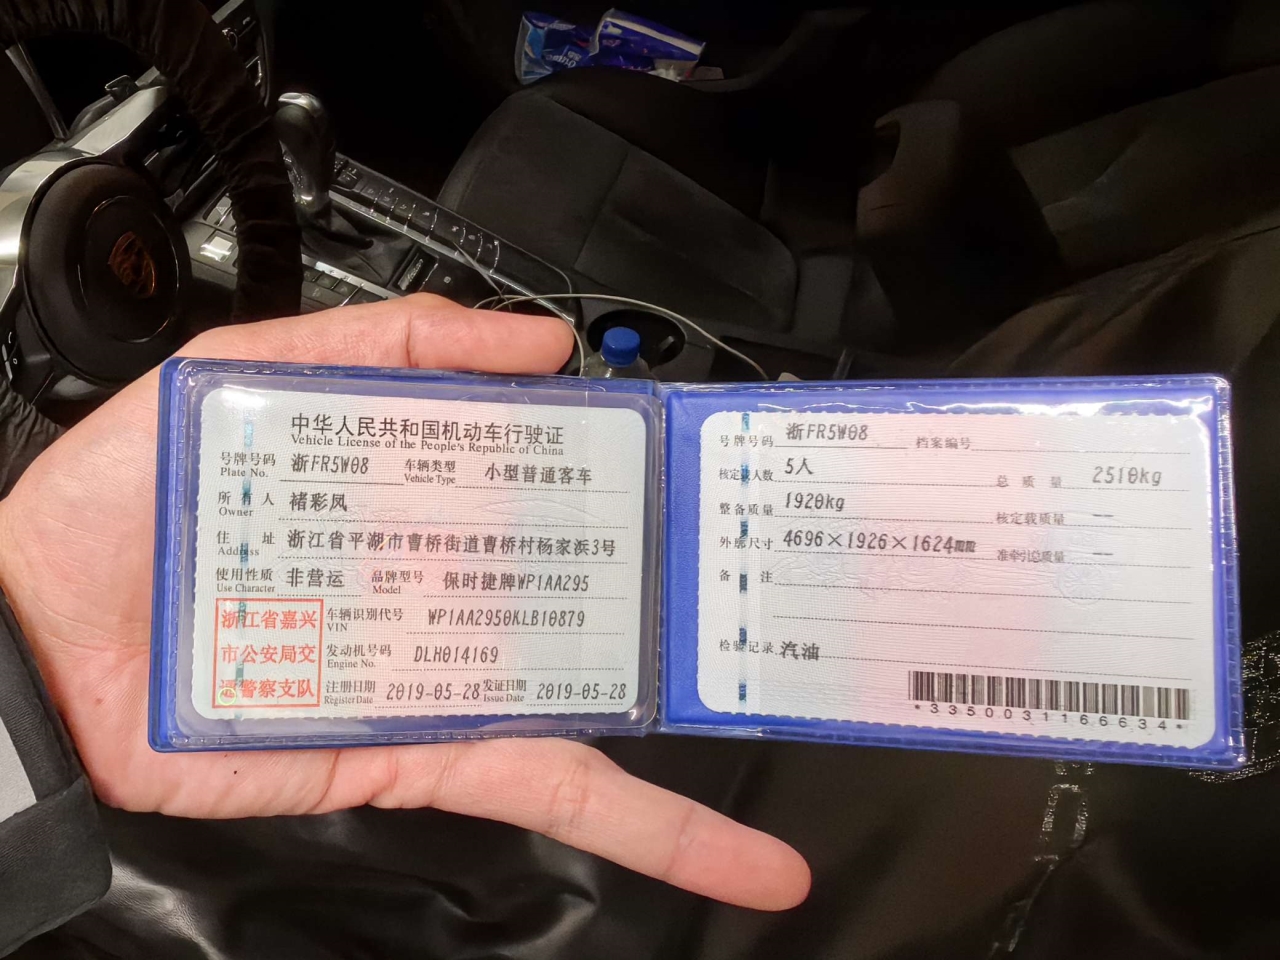 中华人民共和国机动车行驶证
Vehicle License of the People's Republic of China
号牌号码 浙FR5W08 车辆类型 小型普通客车
Plate No. Vehicle Type
所有人 褚彩凤
Owner
住址 浙江省平湖市曹桥街道曹桥村杨家浜3号
Address
使用性质 非营运 品牌型号 保时捷牌WP1AA295
Use Character Model
浙江省嘉兴
市公安局交
通警察支队
车辆识别代号 WP1AA2950KLB10879
VIN
发动机号码 DLH014169
Engine No.
注册日期 2019-05-28 发证日期 2019-05-28
Register Date Issue Date
号牌号码 浙FR5W08 档案编号
核定载人数 5人 总质量 2510kg
整备质量 1920kg 核定载质量 —
外廓尺寸 4696×1926×1624mm 准牵引总质量 —
备注
检验记录 汽油
*3350031166634*